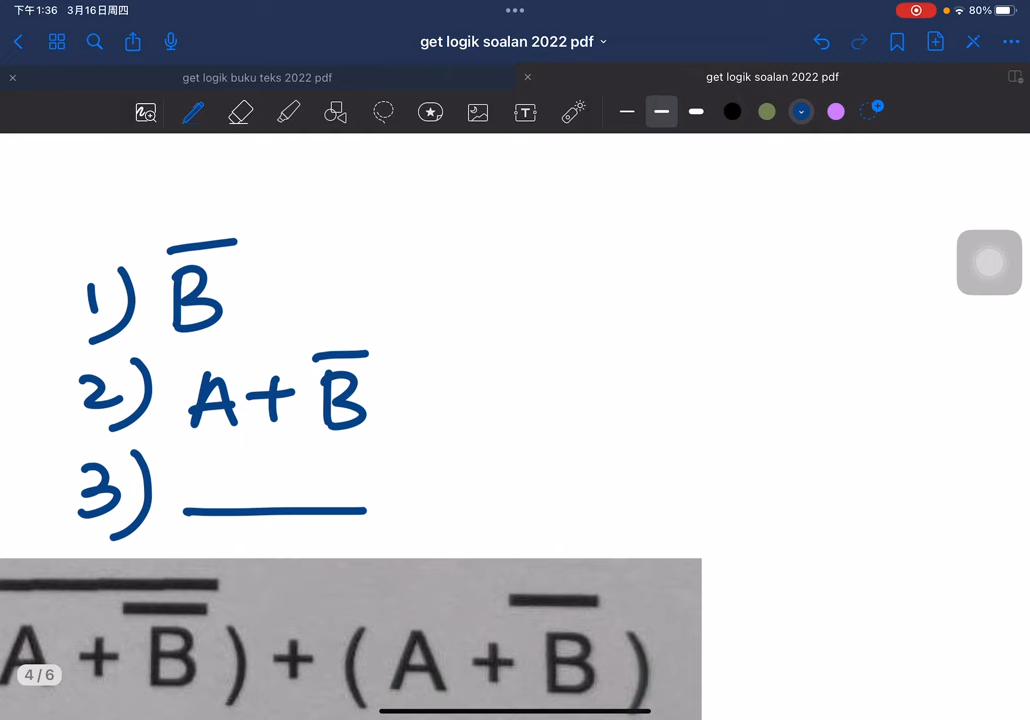 下午1:36 3月16日周四
80%
get logik soalan 2022 pdf
get logik buku teks 2022 pdf
get logik soalan 2022 pdf
1) B̅
2) A + B̅
3) ______
A + B̅ ) + ( A + B̅ )
4 / 6